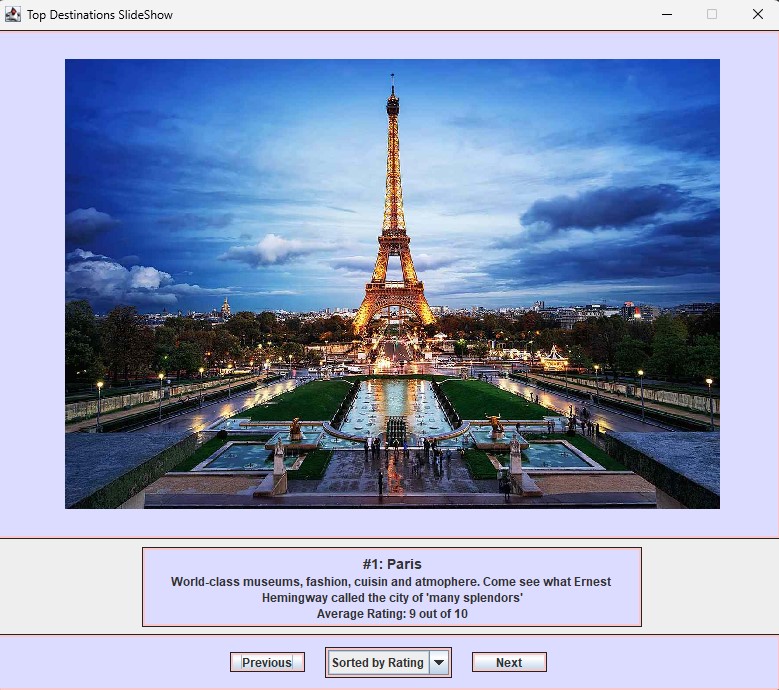 Top Destinations SlideShow
#1: Paris
World-class museums, fashion, cuisin and atmophere. Come see what Ernest
Hemingway called the city of 'many splendors'
Average Rating: 9 out of 10
Previous
Sorted by Rating
Next